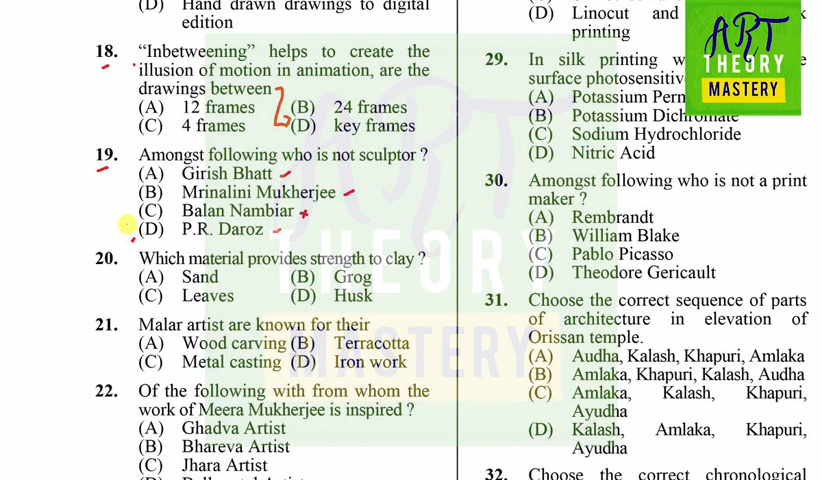 (D) Hand drawn drawings to digital
edition
18. “Inbetweening” helps to create the
illusion of motion in animation, are the
drawings between
(A) 12 frames (B) 24 frames
(C) 4 frames (D) key frames
19. Amongst following who is not sculptor ?
(A) Girish Bhatt
(B) Mrinalini Mukherjee
(C) Balan Nambiar
(D) P.R. Daroz
20. Which material provides strength to clay ?
(A) Sand (B) Grog
(C) Leaves (D) Husk
21. Malar artist are known for their
(A) Wood carving (B) Terracotta
(C) Metal casting (D) Iron work
22. Of the following with from whom the
work of Meera Mukherjee is inspired ?
(A) Ghadva Artist
(B) Bhareva Artist
(C) Jhara Artist
(D) Linocut and
printing
29. In silk printing
surface
(A) Potassium
(B) Potassium
(C) Sodium Hydrochloride
(D) Nitric Acid
30. Amongst following who is not a print
maker ?
(A) Rembrandt
(B) William Blake
(C) Pablo Picasso
(D) Theodore Gericault
31. Choose the correct sequence of parts
of architecture in elevation of
Orissan temple.
(A) Audha, Kalash, Khapuri, Amlaka
(B) Amlaka, Khapuri, Kalash, Audha
(C) Amlaka, Kalash, Khapuri,
Ayudha
(D) Kalash, Amlaka, Khapuri,
Ayudha
32. Choose the correct chronological
ART
THEORY
MASTERY
ART
THEORY
MASTERY